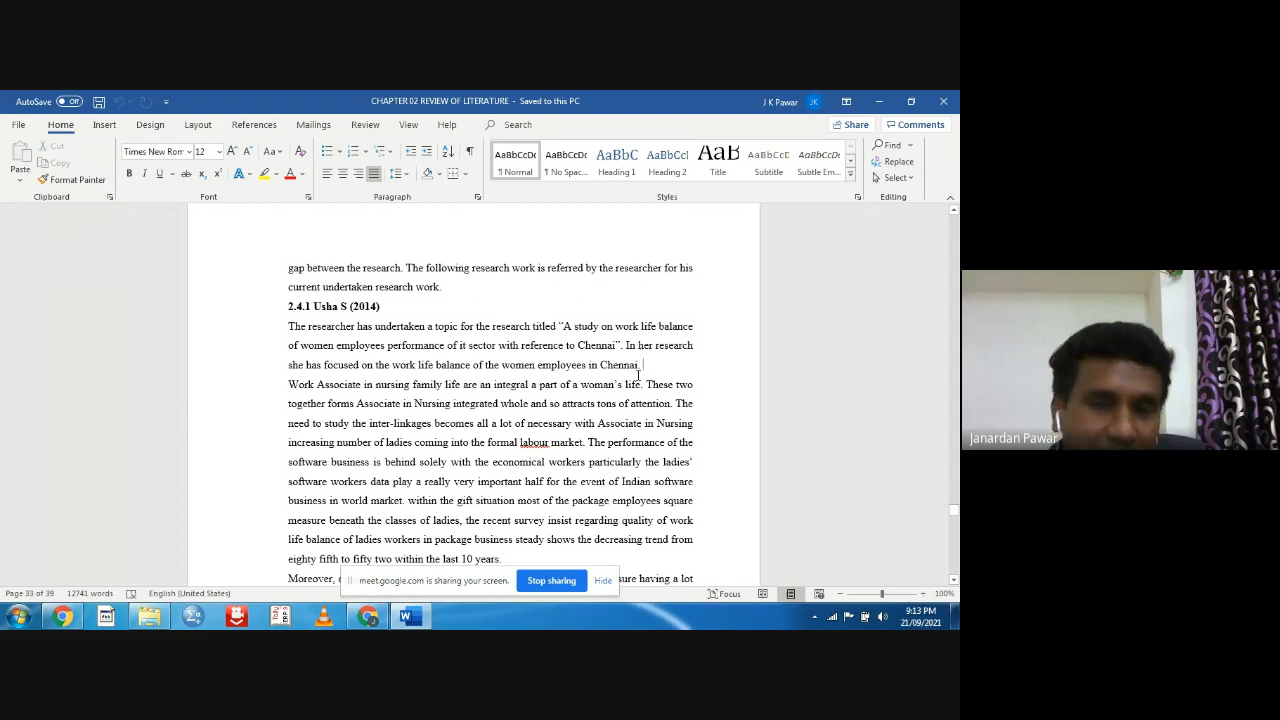 AutoSave Off
CHAPTER 02 REVIEW OF LITERATURE - Saved to this PC
J K Pawar JK
File Home Insert Design Layout References Mailings Review View Help Search
Share Comments
Paste
Cut
Copy
Format Painter
Times New Ron 12
AaBbCcDc AaBbCcDc AaBbC AaBbCcI AaB AaBbCcD AaBbCcDc
¶ Normal ¶ No Spac... Heading 1 Heading 2 Title Subtitle Subtle Em...
Find
Replace
Select
Clipboard Font Paragraph Styles Editing
gap between the research. The following research work is referred by the researcher for his
current undertaken research work.
2.4.1 Usha S (2014)
The researcher has undertaken a topic for the research titled "A study on work life balance
of women employees performance of it sector with reference to Chennai". In her research
she has focused on the work life balance of the women employees in Chennai.
Work Associate in nursing family life are an integral a part of a woman's life. These two
together forms Associate in Nursing integrated whole and so attracts tons of attention. The
need to study the inter-linkages becomes all a lot of necessary with Associate in Nursing
increasing number of ladies coming into the formal labour market. The performance of the
software business is behind solely with the economical workers particularly the ladies'
software workers data play a really very important half for the event of Indian software
business in world market. within the gift situation most of the package employees square
measure beneath the classes of ladies, the recent survey insist regarding quality of work
life balance of ladies workers in package business steady shows the decreasing trend from
eighty fifth to fifty two within the last 10 years.
Moreover, sure having a lot
meet.google.com is sharing your screen. Stop sharing Hide
Page 33 of 39 12741 words English (United States) Focus 100%
9:13 PM
21/09/2021
Janardan Pawar